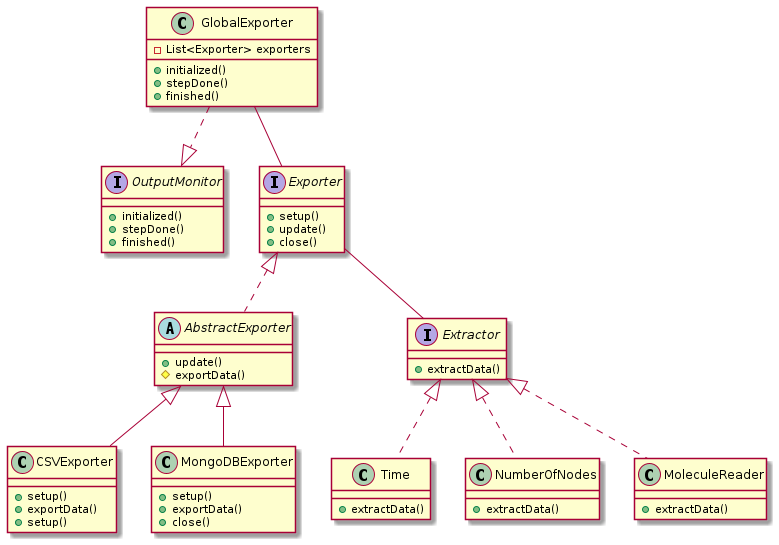 C GlobalExporter
List<Exporter> exporters
initialized()
stepDone()
finished()
I OutputMonitor
initialized()
stepDone()
finished()
I Exporter
setup()
update()
close()
A AbstractExporter
update()
exportData()
I Extractor
extractData()
C CSVExporter
setup()
exportData()
setup()
C MongoDBExporter
setup()
exportData()
close()
C Time
extractData()
C NumberOfNodes
extractData()
C MoleculeReader
extractData()